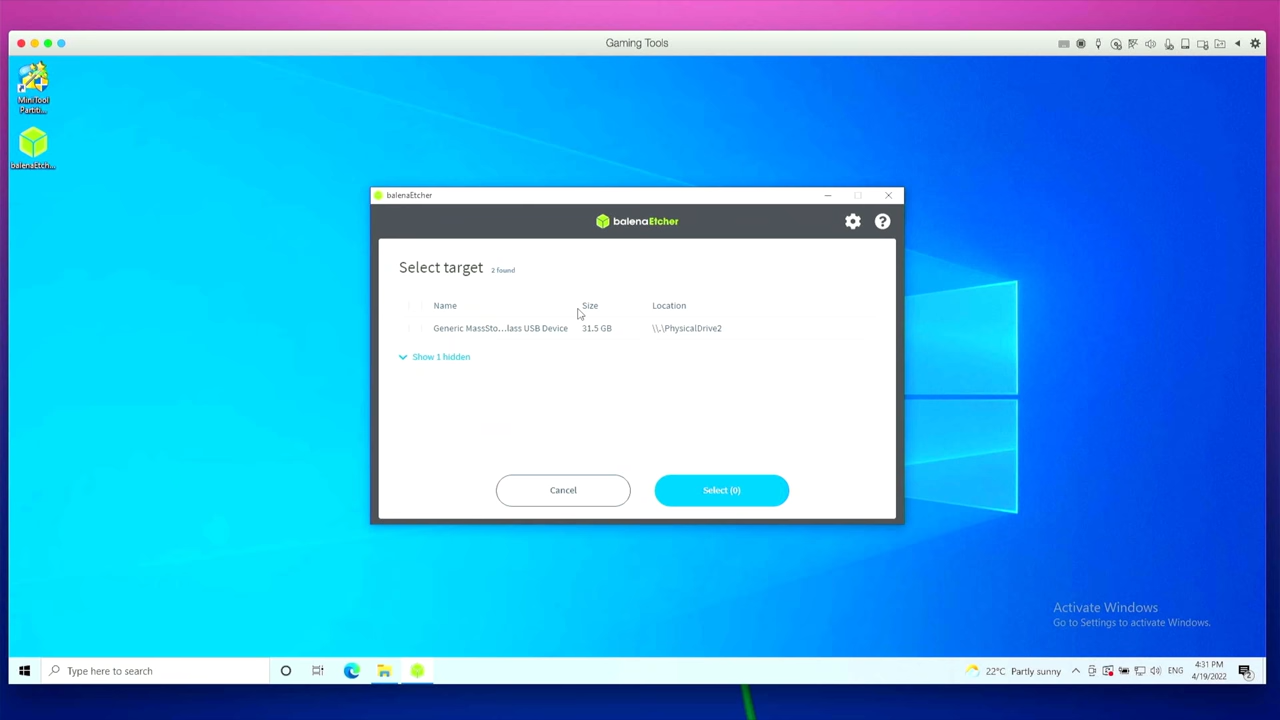 Gaming Tools
MiniTool
Partiti...
balenaEtch...
balenaEtcher
balenaEtcher
Select target 2 found
Name Size Location
Generic MassSto...lass USB Device 31.5 GB \\.\PhysicalDrive2
Show 1 hidden
Cancel Select (0)
Activate Windows
Go to Settings to activate Windows.
Type here to search
22°C Partly sunny
ENG
4:31 PM
4/19/2022
2